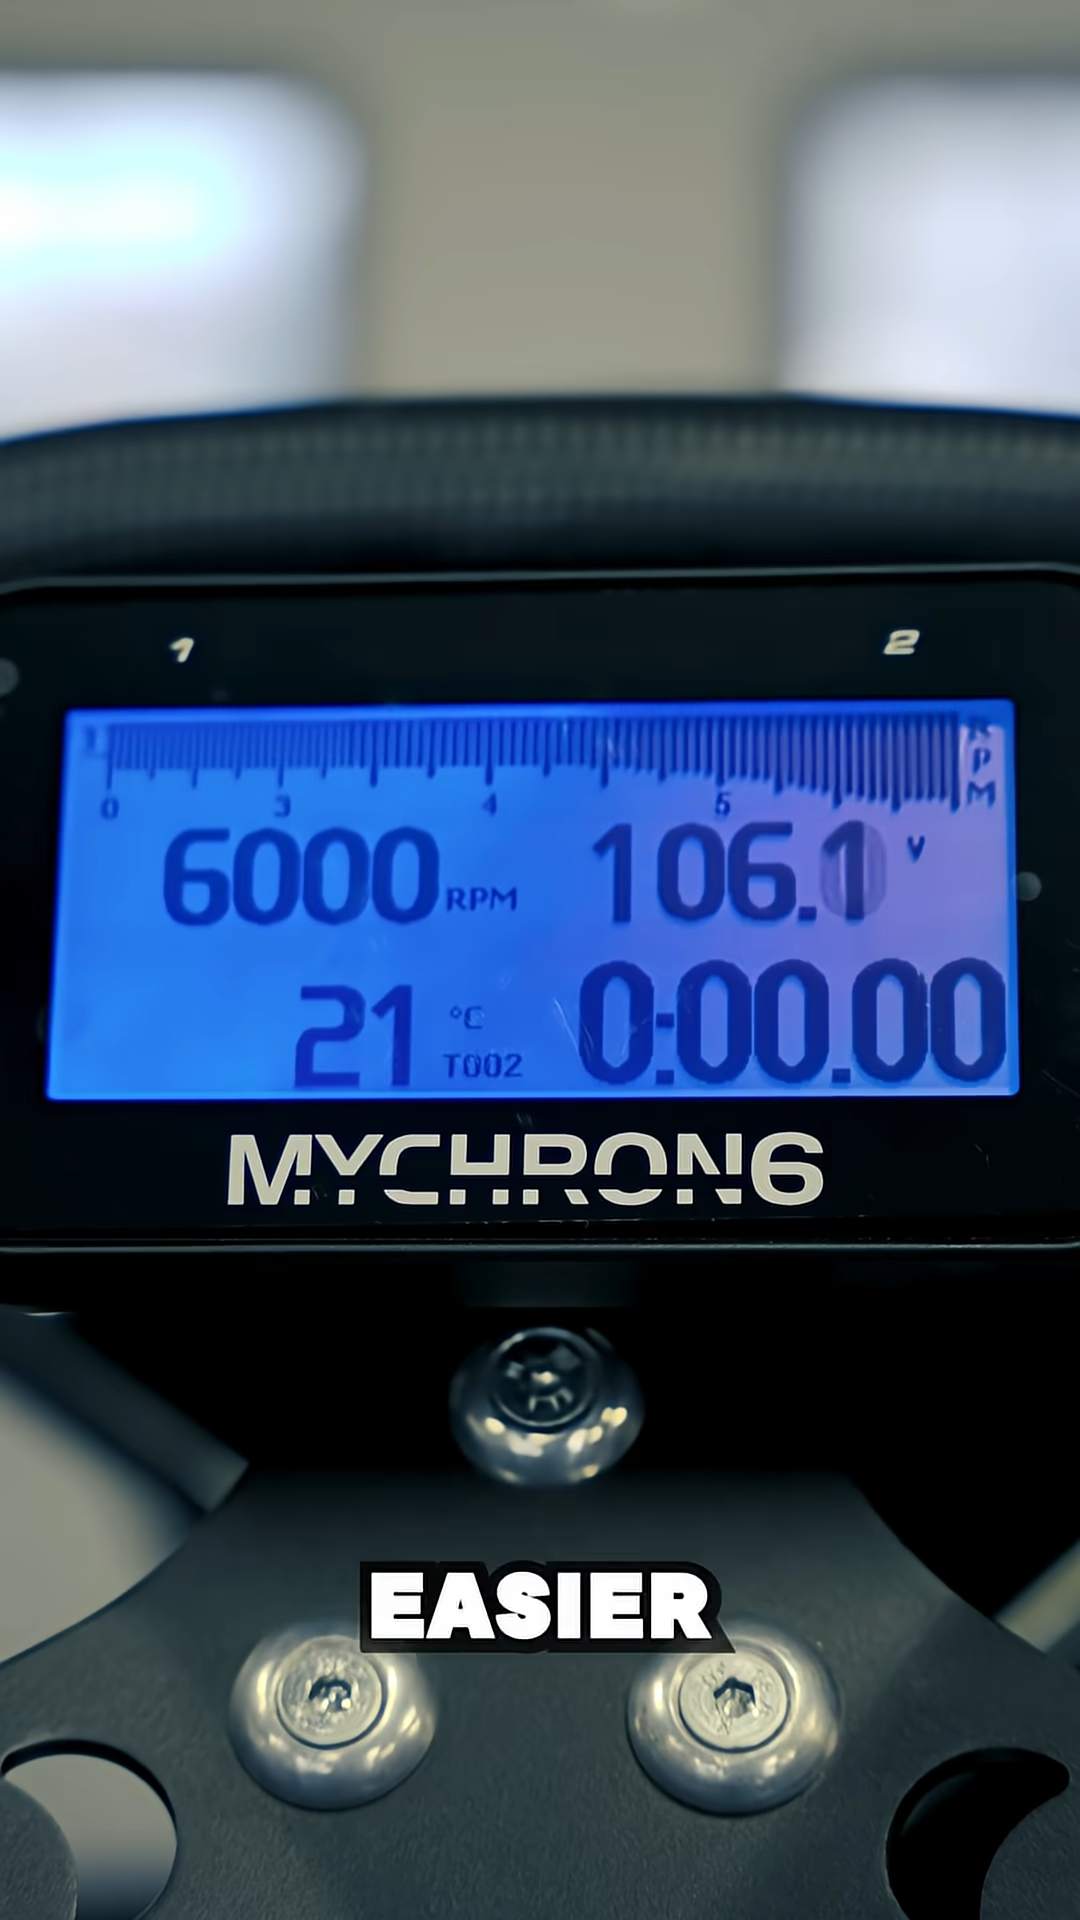 1 2
RPM
0 3 4 5
6000 RPM 106.1 V
21 °C T002 0:00.00
MYCHRON6
EASIER